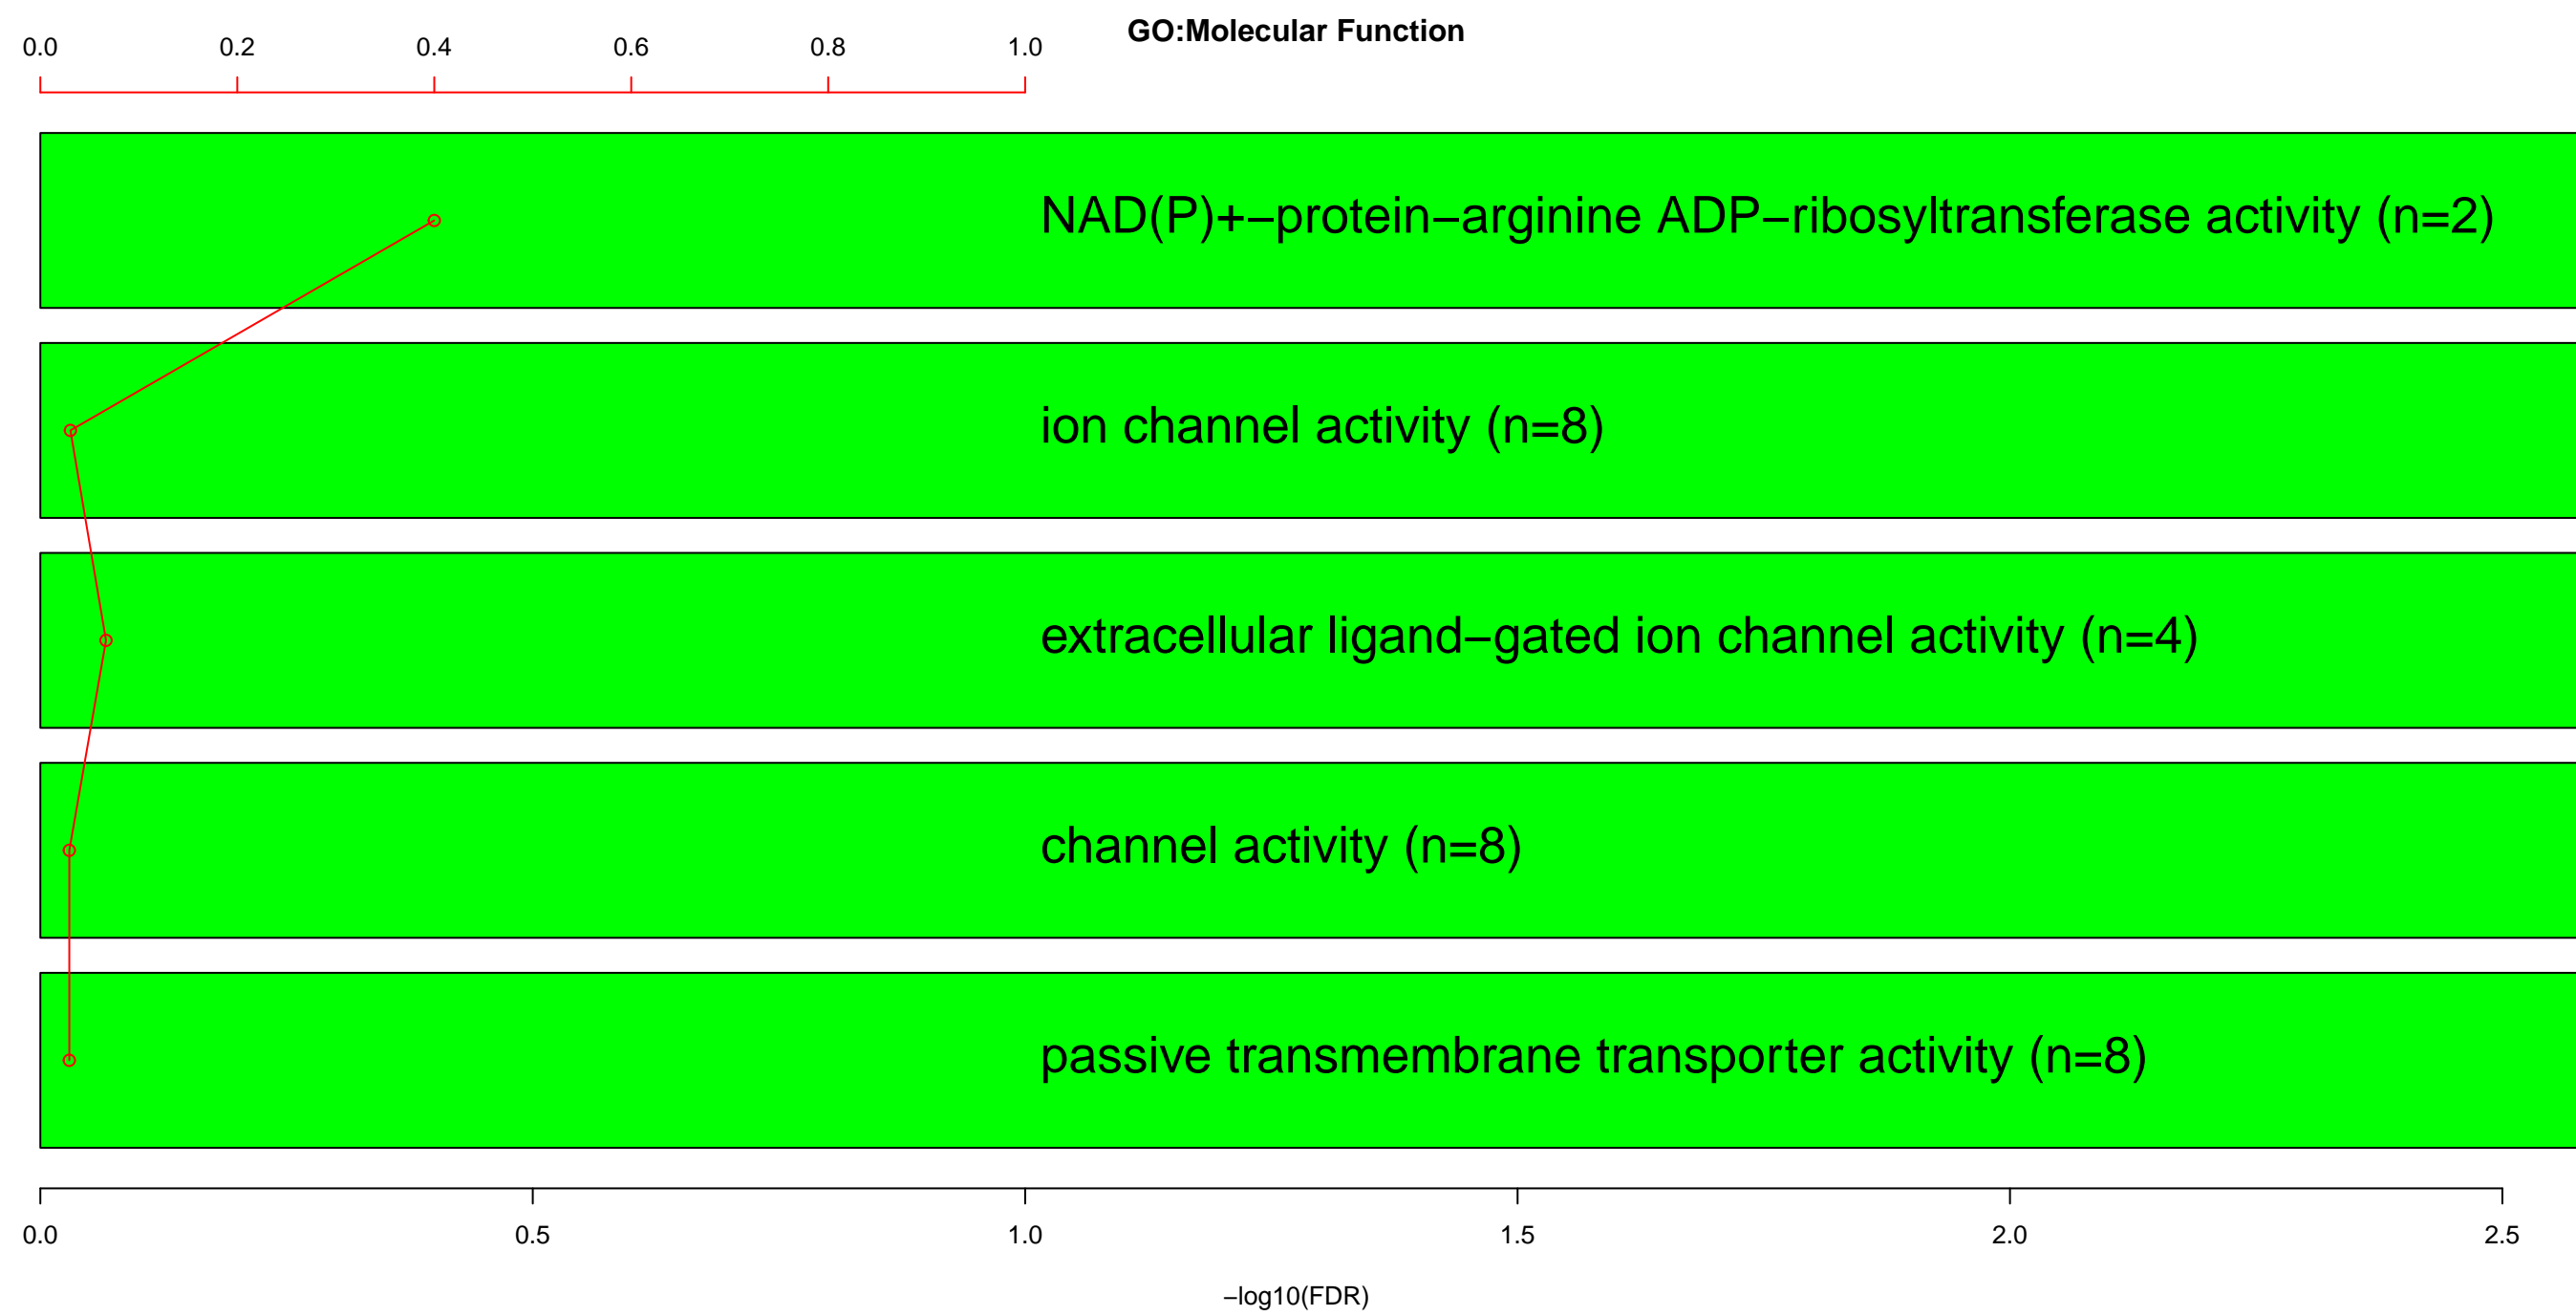 GO:Molecular Function
0.0 0.2 0.4 0.6 0.8 1.0
NAD(P)+−protein−arginine ADP−ribosyltransferase activity (n=2)
ion channel activity (n=8)
extracellular ligand−gated ion channel activity (n=4)
channel activity (n=8)
passive transmembrane transporter activity (n=8)
0.0 0.5 1.0 1.5 2.0 2.5
−log10(FDR)